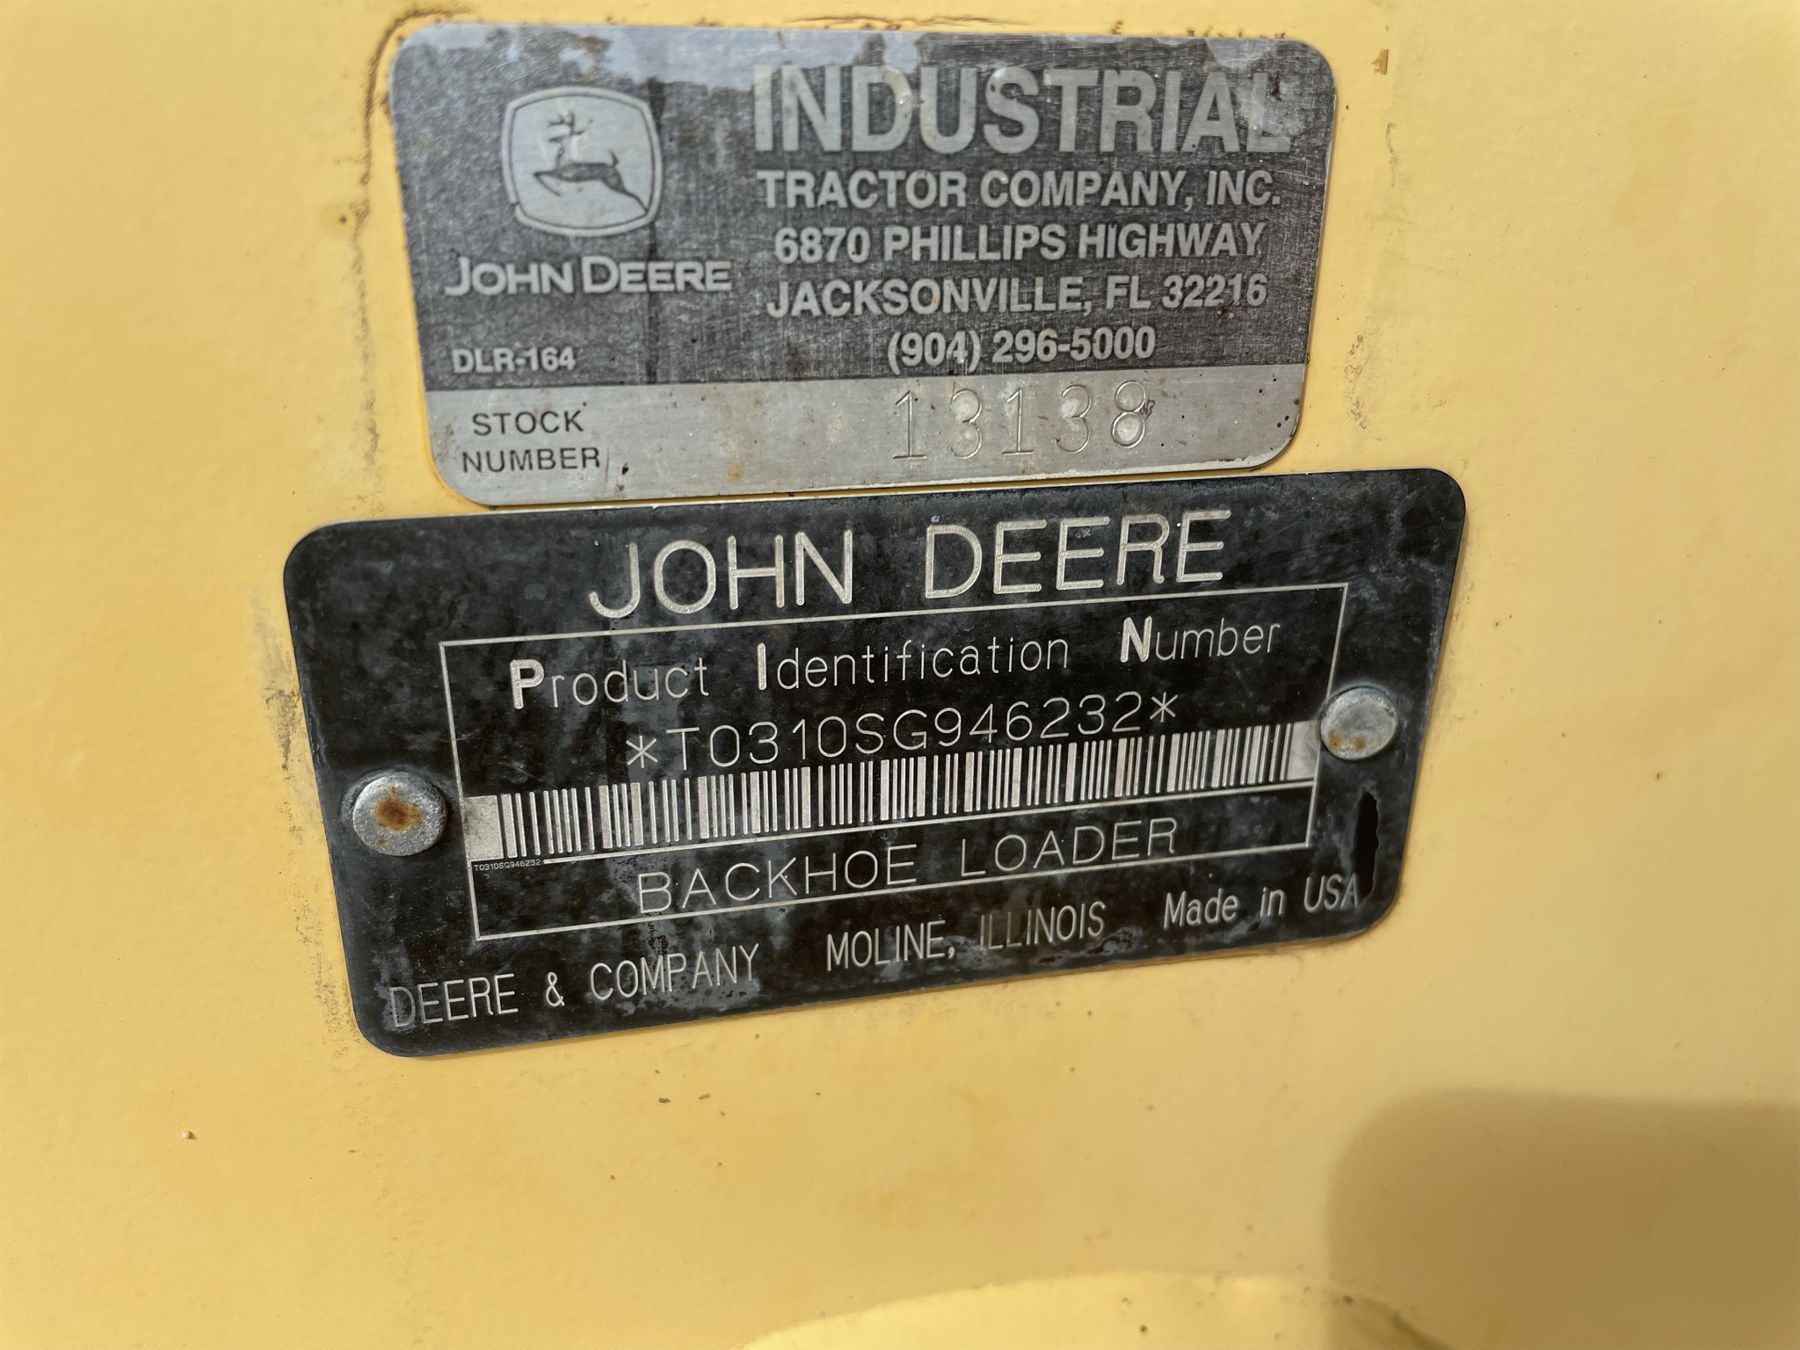 INDUSTRIAL
TRACTOR COMPANY, INC.
6870 PHILLIPS HIGHWAY
JACKSONVILLE, FL 32216
(904) 296-5000
JOHN DEERE
DLR-164
STOCK
NUMBER
13138
JOHN DEERE
Product Identification Number
*T0310SG946232*
T0310SG946232
BACKHOE LOADER
DEERE & COMPANY MOLINE, ILLINOIS Made in USA